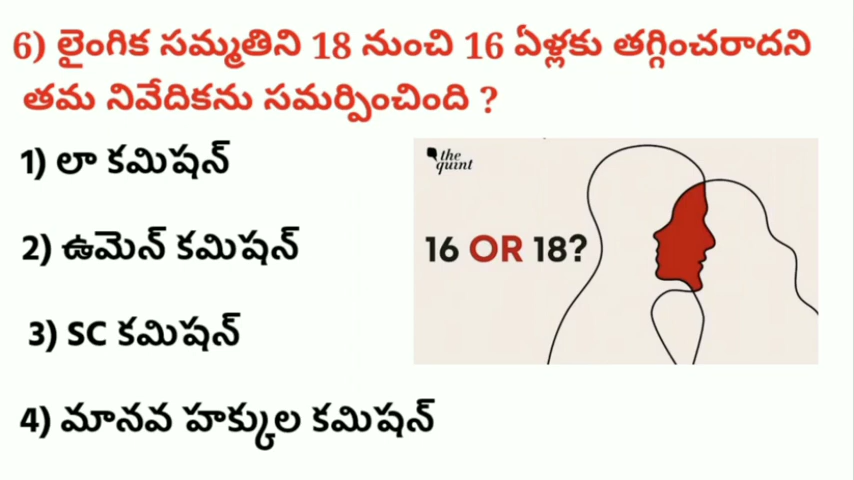 6) లైంగిక సమ్మతిని 18 నుంచి 16 ఏళ్లకు తగ్గించరాదని
తమ నివేదికను సమర్పించింది ?
1) లా కమిషన్
the
quint
2) ఉమెన్ కమిషన్
16 OR 18?
3) SC కమిషన్
4) మానవ హక్కుల కమిషన్